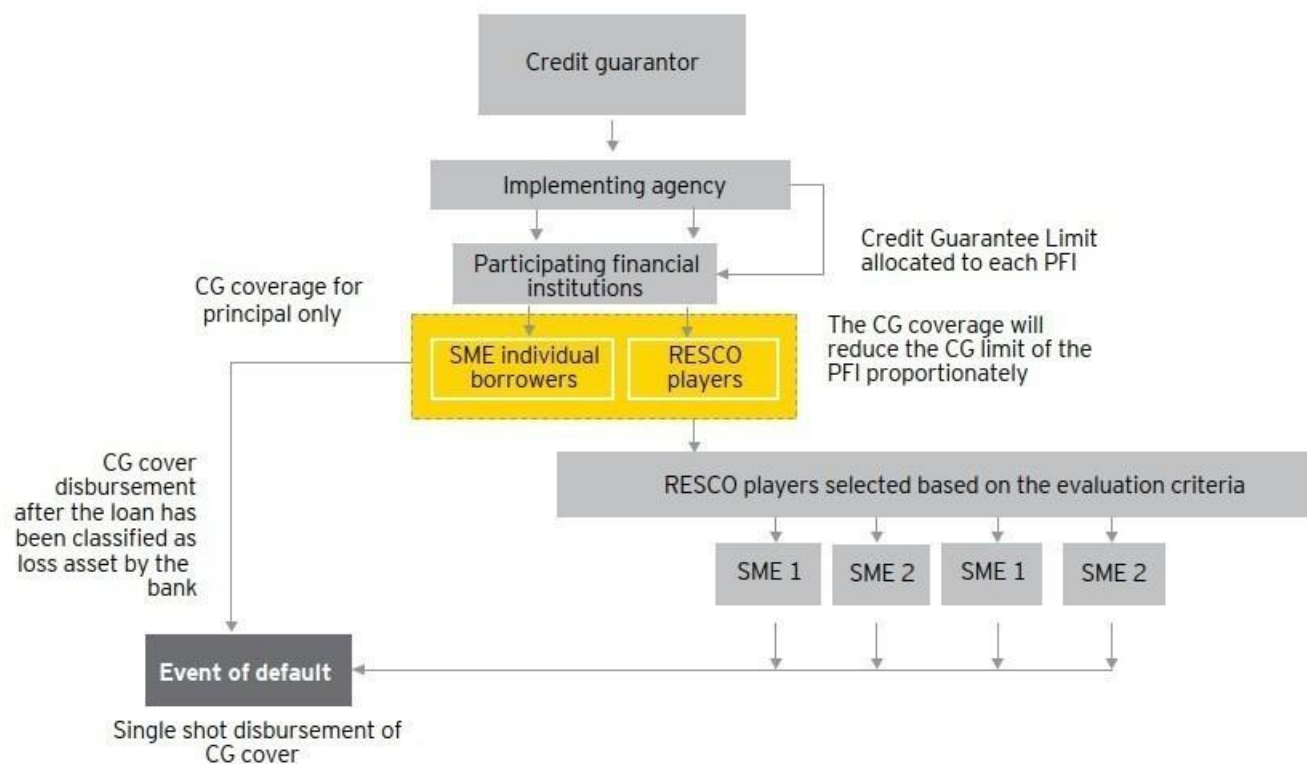 Credit guarantor
Implementing agency
Credit Guarantee Limit
allocated to each PFI
Participating financial
institutions
CG coverage for
principal only
The CG coverage will
reduce the CG limit of the
PFI proportionately
SME individual
borrowers
RESCO
players
CG cover
disbursement
after the loan has
been classified as
loss asset by the
bank
RESCO players selected based on the evaluation criteria
SME 1
SME 2
SME 1
SME 2
Event of default
Single shot disbursement of
CG cover